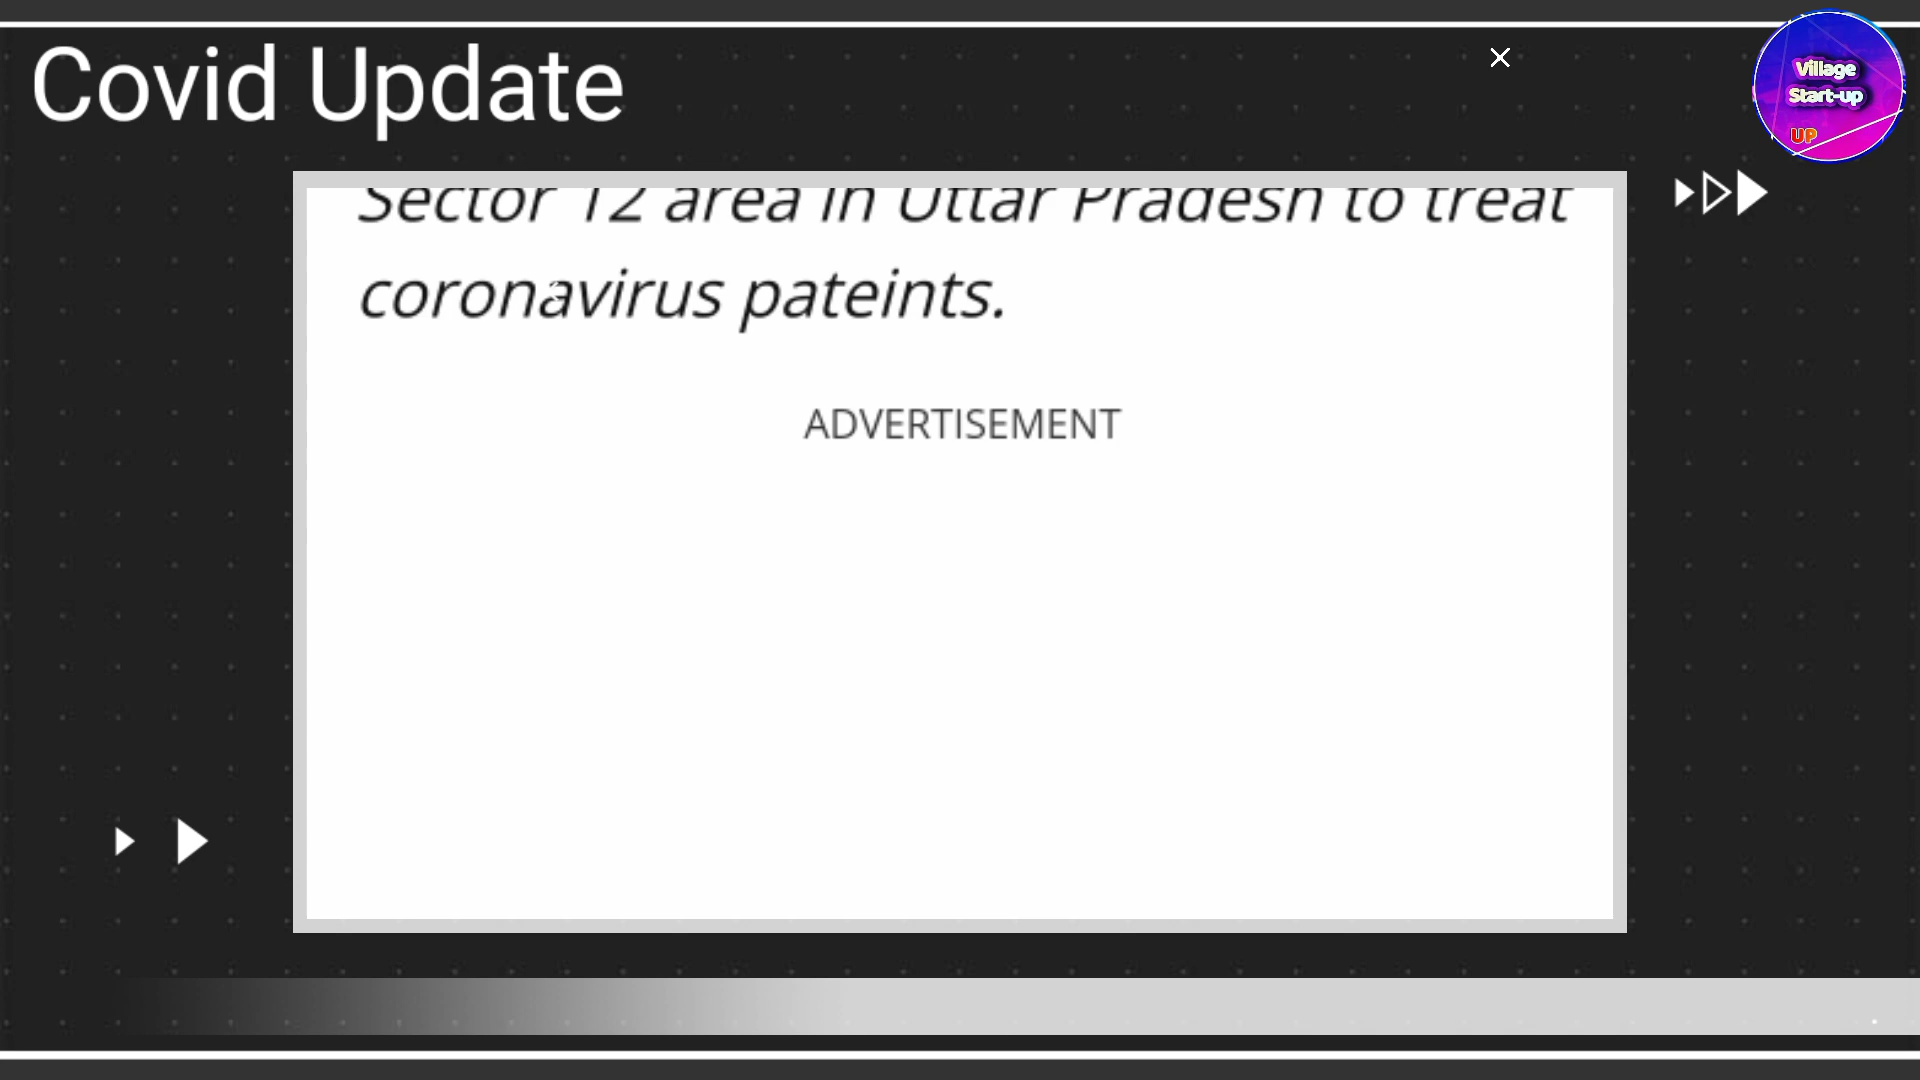 Covid Update
Village
Start-up
UP
Sector 12 area in Uttar Pradesh to treat
coronavirus pateints.
ADVERTISEMENT